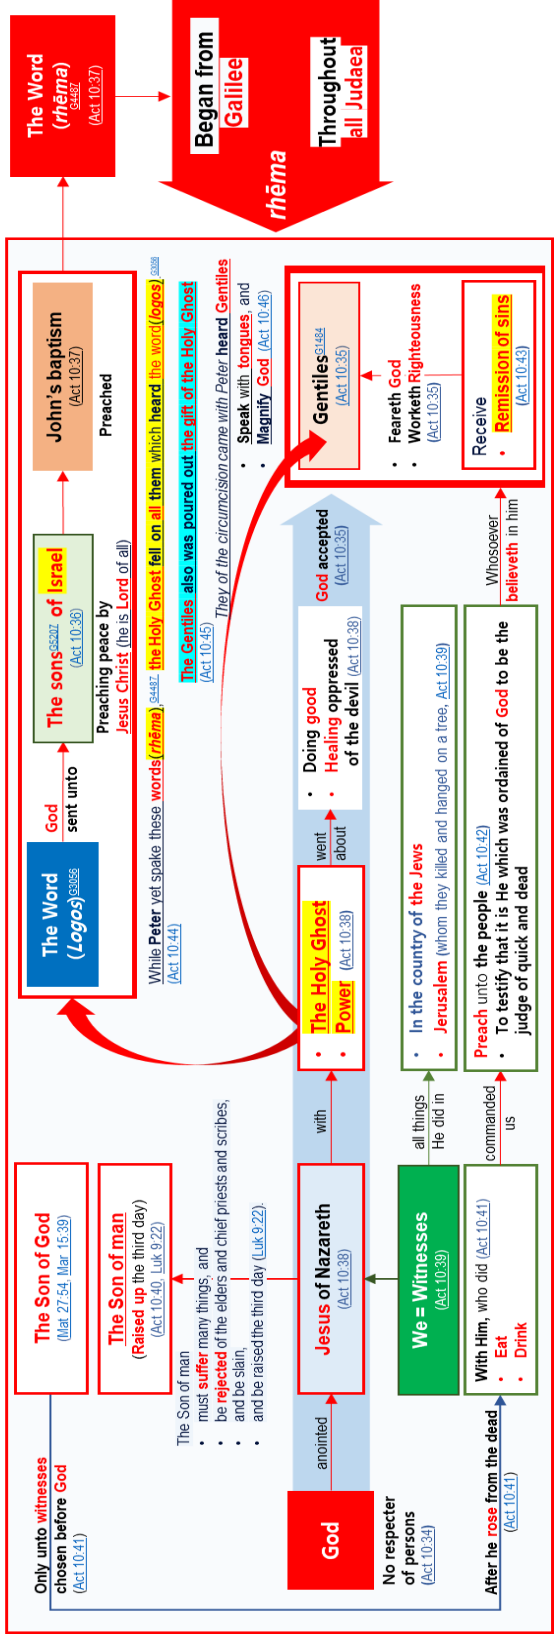 The Word
(rhēma)
G4487
(Act 10:37)
Began from
Galilee
Throughout
all Judaea
rhēma
The Word
(Logos)G3056
God
sent unto
The sonsG5207 of Israel
(Act 10:36)
Preaching peace by
Jesus Christ (he is Lord of all)
John's baptism
(Act 10:37)
Preached
While Peter yet spake these words(rhēma),G4487 the Holy Ghost fell on all them which heard the word(logos).G3056
(Act 10:44)
The Gentiles also was poured out the gift of the Holy Ghost
(Act 10:45)
They of the circumcision came with Peter heard Gentiles
• Speak with tongues, and
• Magnify God (Act 10:46)
Only unto witnesses
chosen before God
(Act 10:41)
The Son of God
(Mat 27:54, Mar 15:39)
The Son of man
(Raised up the third day)
(Act 10:40, Luk 9:22)
The Son of man
• must suffer many things, and
• be rejected of the elders and chief priests and scribes,
• and be slain,
• and be raised the third day (Luk 9:22).
God
No respecter
of persons
(Act 10:34)
anointed
Jesus of Nazareth
(Act 10:38)
with
• The Holy Ghost
• Power (Act 10:38)
went
about
• Doing good
• Healing oppressed
of the devil (Act 10:38)
God accepted
(Act 10:35)
GentilesG1484
(Act 10:35)
• Feareth God
• Worketh Righteousness
(Act 10:35)
Receive
• Remission of sins
(Act 10:43)
We = Witnesses
(Act 10:39)
all things
He did in
• In the country of the Jews
• Jerusalem (whom they killed and hanged on a tree, Act 10:39)
After he rose from the dead
(Act 10:41)
With Him, who did (Act 10:41)
• Eat
• Drink
commanded
us
Preach unto the people (Act 10:42)
• To testify that it is He which was ordained of God to be the
judge of quick and dead
Whosoever
believeth in him